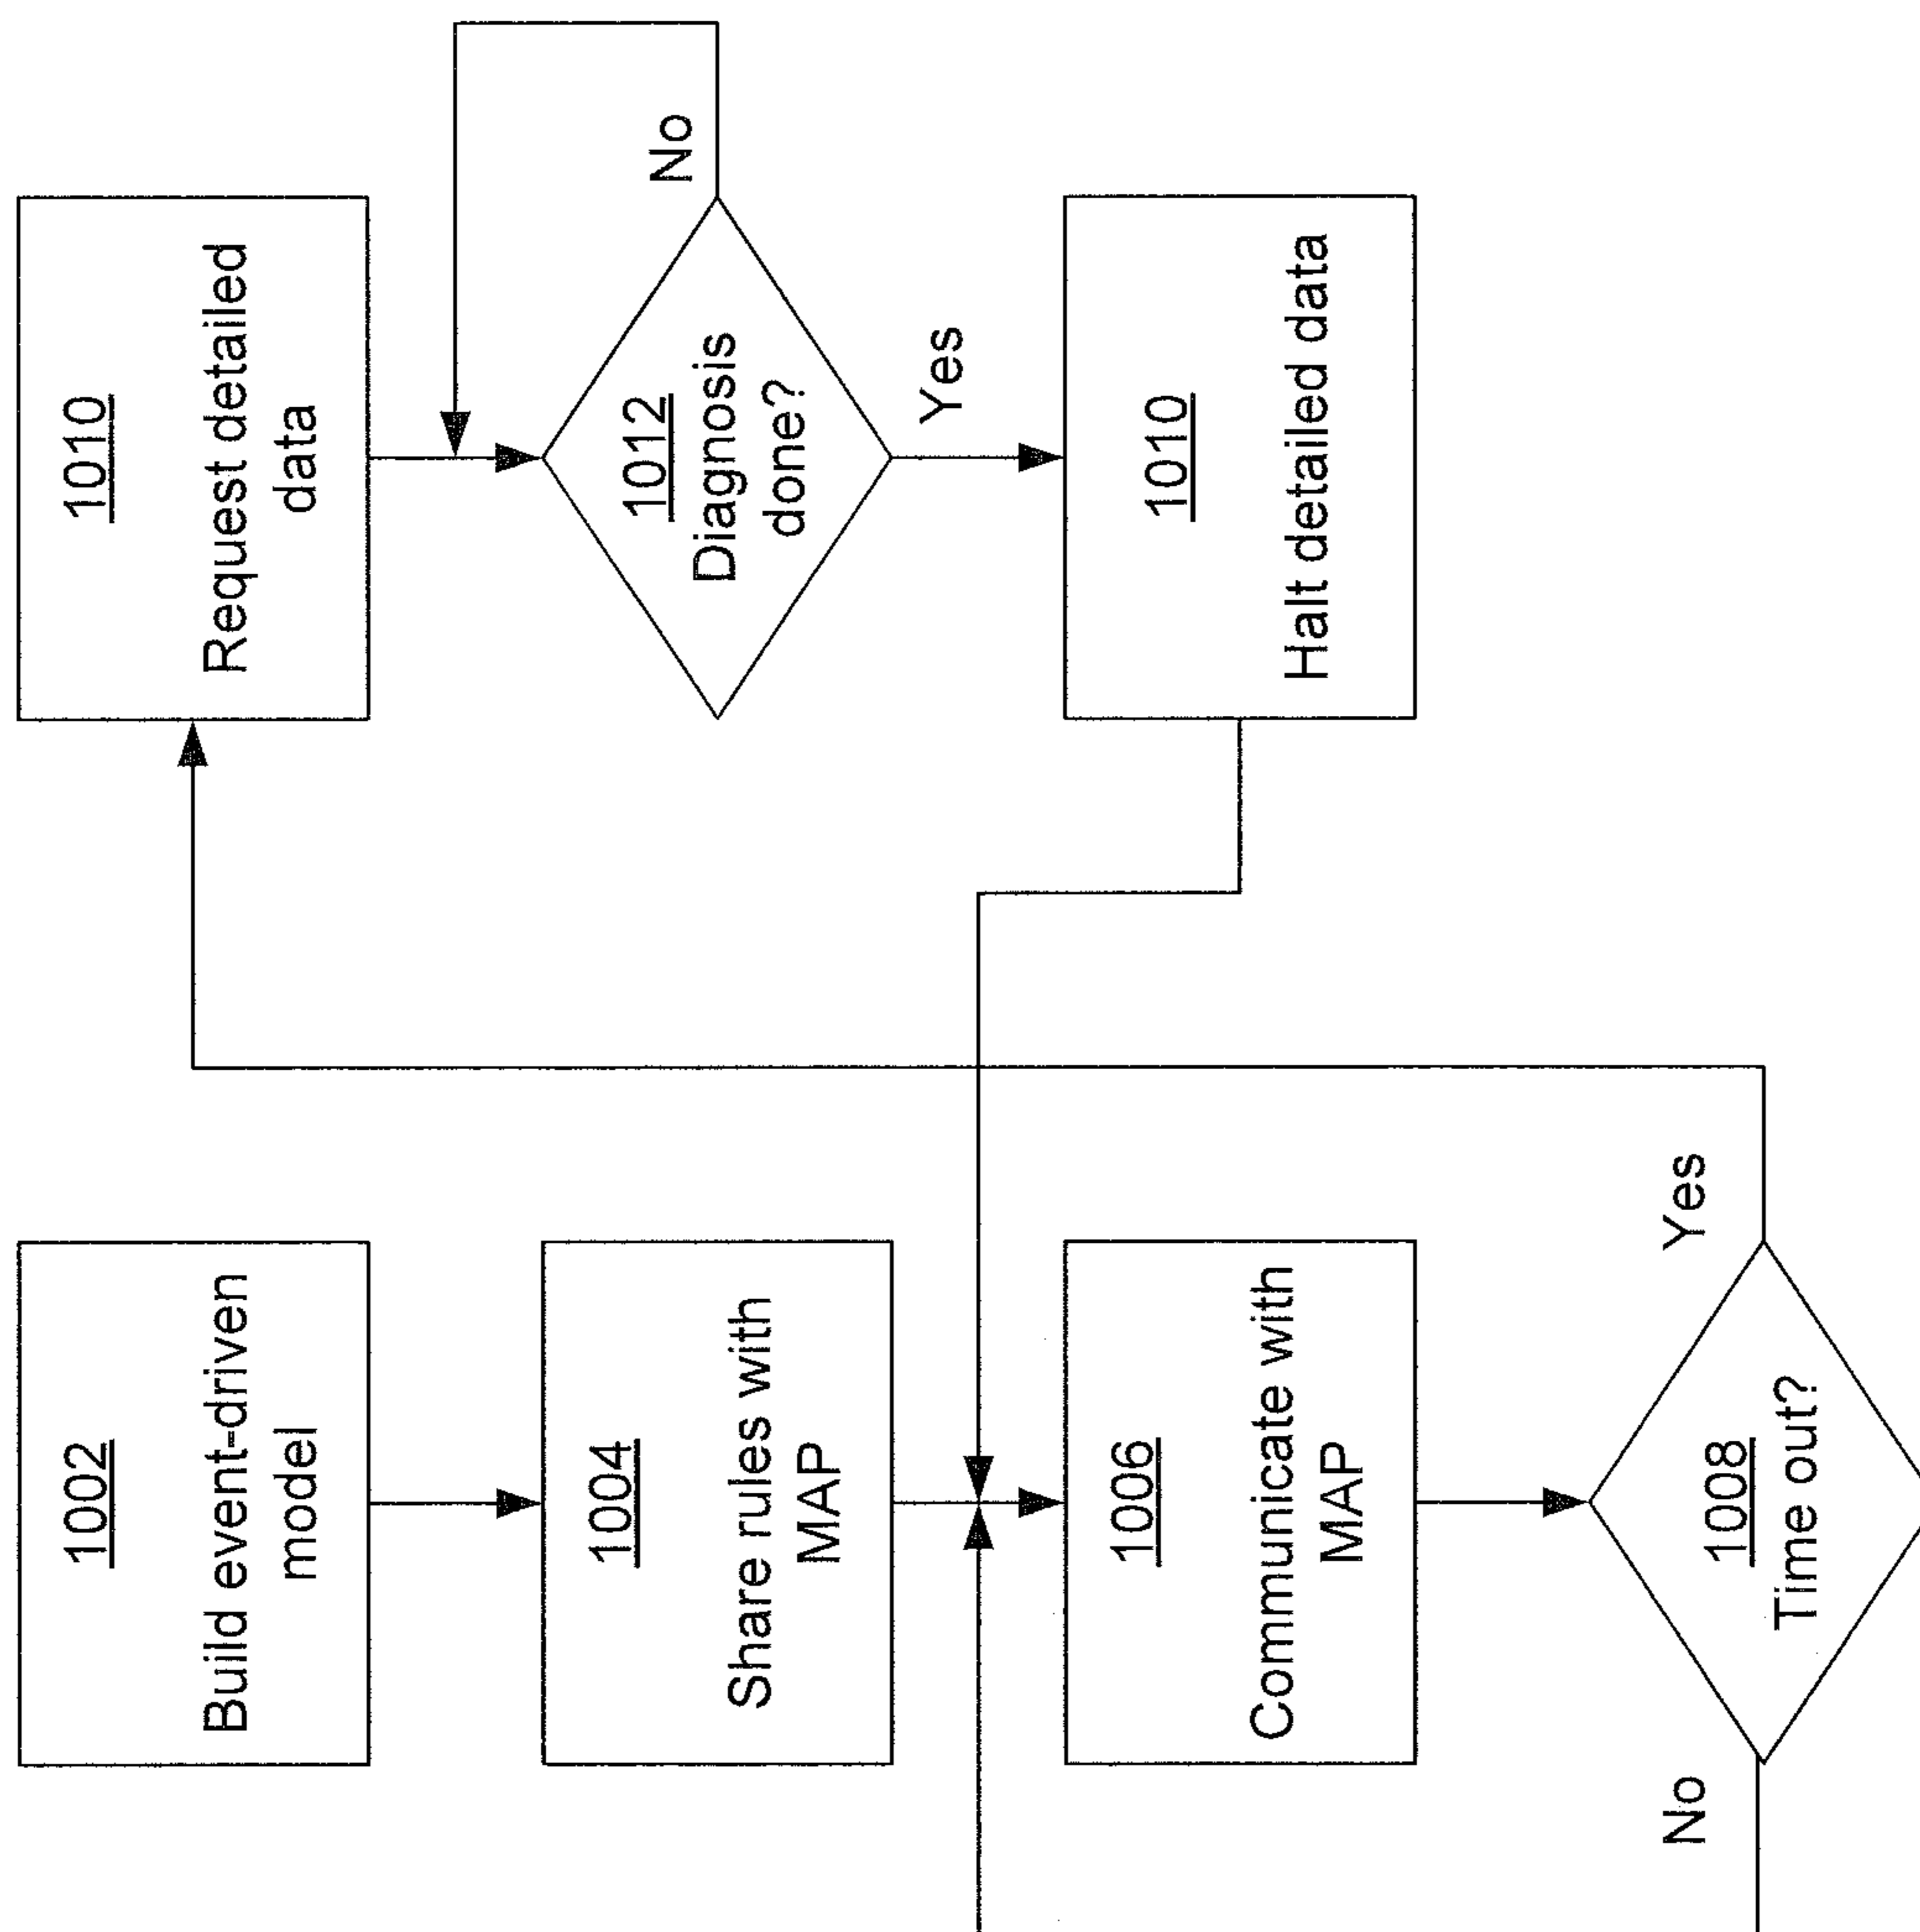 1002
Build event-driven
model
1004
Share rules with
MAP
1006
Communicate with
MAP
1008
Time out?
No
Yes
1010
Request detailed
data
1012
Diagnosis
done?
No
Yes
1010
Halt detailed data